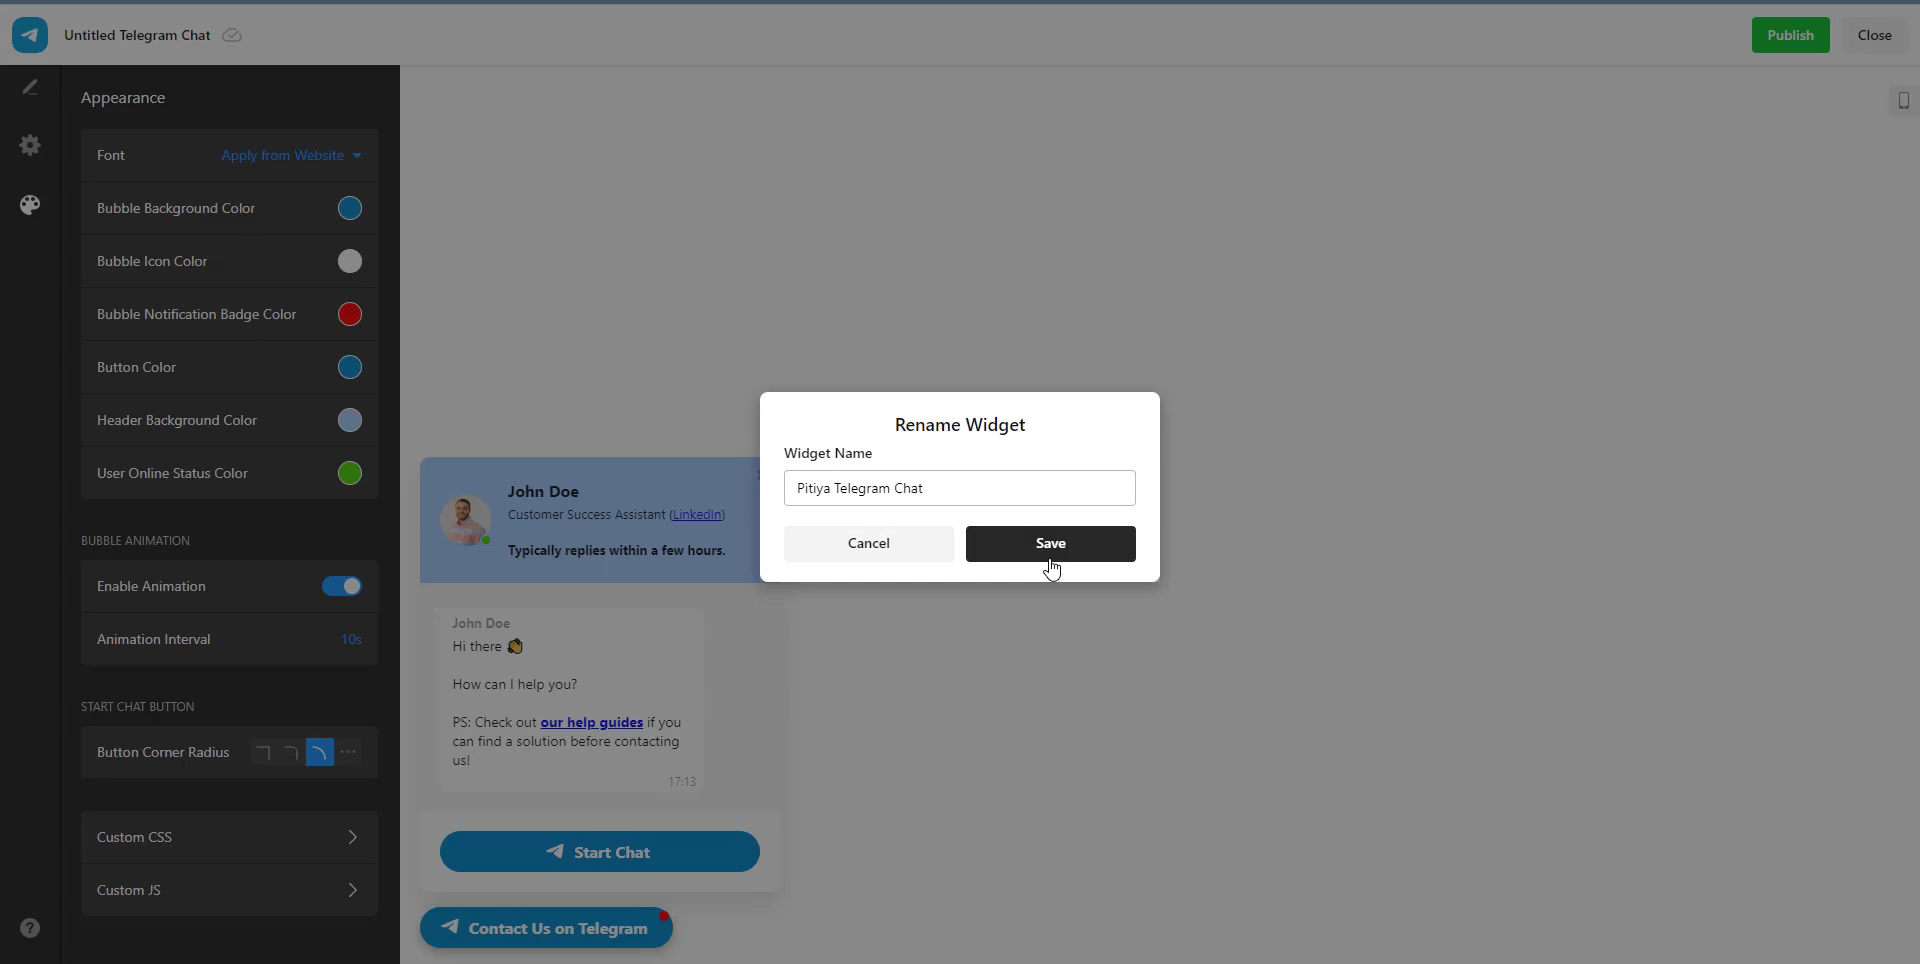 Untitled Telegram Chat
Publish
Close
Appearance
Font
Apply from Website
Bubble Background Color
Bubble Icon Color
Bubble Notification Badge Color
Button Color
Header Background Color
User Online Status Color
BUBBLE ANIMATION
Enable Animation
Animation Interval
10s
START CHAT BUTTON
Button Corner Radius
Custom CSS
Custom JS
?
Rename Widget
Widget Name
Pitiya Telegram Chat
Cancel
Save
John Doe
Customer Success Assistant (LinkedIn)
Typically replies within a few hours.
John Doe
Hi there 👋
How can I help you?
PS: Check out our help guides if you
can find a solution before contacting
us!
17:13
Start Chat
Contact Us on Telegram